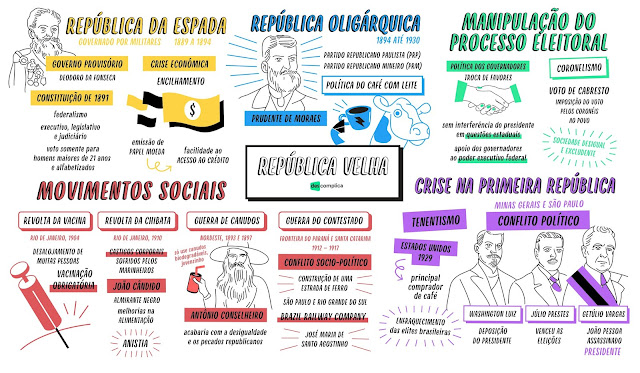 REPÚBLICA DA ESPADA
GOVERNADO POR MILITARES 1889 A 1894
GOVERNO PROVISÓRIO
DEODORO DA FONSECA
CONSTITUIÇÃO DE 1891
federalismo
executivo, legislativo
e judiciário
voto somente para
homens maiores de 21 anos
e alfabetizados
CRISE ECONÔMICA
ENCILHAMENTO
emissão de
PAPEL MOEDA
facilidade ao
ACESSO AO CRÉDITO
REPÚBLICA OLIGÁRQUICA
1894 ATÉ 1930
PARTIDO REPUBLICANO PAULISTA (PRP)
PARTIDO REPUBLICANO MINEIRO (PRM)
POLÍTICA DO CAFÉ COM LEITE
PRUDENTE DE MORAES
MANIPULAÇÃO DO
PROCESSO ELEITORAL
POLÍTICA DOS GOVERNADORES
TROCA DE FAVORES
sem interferência do presidente
em questões estaduais
apoio dos governadores
ao poder executivo federal
CORONELISMO
VOTO DE CABRESTO
IMPOSIÇÃO DO VOTO
PELOS CORONÉIS
AO POVO
SOCIEDADE DESIGUAL
E EXCLUDENTE
REPÚBLICA VELHA
descomplica
MOVIMENTOS SOCIAIS
REVOLTA DA VACINA
RIO DE JANEIRO, 1904
DESALOJAMENTO DE
MUITAS PESSOAS
VACINAÇÃO
OBRIGATÓRIA
REVOLTA DA CHIBATA
RIO DE JANEIRO, 1910
CASTIGOS CORPORAIS
SOFRIDOS PELOS
MARINHEIROS
JOÃO CÂNDIGO
ALMIRANTE NEGRO
melhorias na
ALIMENTAÇÃO
ANISTIA
GUERRA DE CANUDOS
NORDESTE, 1893 E 1897
só use canudos
biodegradáveis,
jovenzinho
ANTÔNIO CONSELHEIRO
acabaria com a desigualdade
e os pecados republicanos
GUERRA DO CONTESTADO
FRONTEIRA DO PARANÁ E SANTA CATARINA
1912 – 1917
CONFLITO SOCIO-POLÍTICO
CONSTRUÇÃO DE UMA
ESTRADA DE FERRO
SÃO PAULO E RIO GRANDE DO SUL
BRAZIL RAILWAY COMPANY
JOSÉ MARIA DE
SANTO AGOSTINHO
CRISE NA PRIMEIRA REPÚBLICA
MINAS GERAIS E SÃO PAULO
TENENTISMO
CONFLITO POLÍTICO
ESTADOS UNIDOS
1929
principal
comprador
de café
ENFRAQUECIMENTO
das elites brasileiras
WASHINGTON LUIZ
DEPOSIÇÃO
DO PRESIDENTE
JÚLIO PRESTES
VENCEU AS
ELEIÇÕES
GETÚLIO VARGAS
JOÃO PESSOA
ASSASSINADO
PRESIDENTE